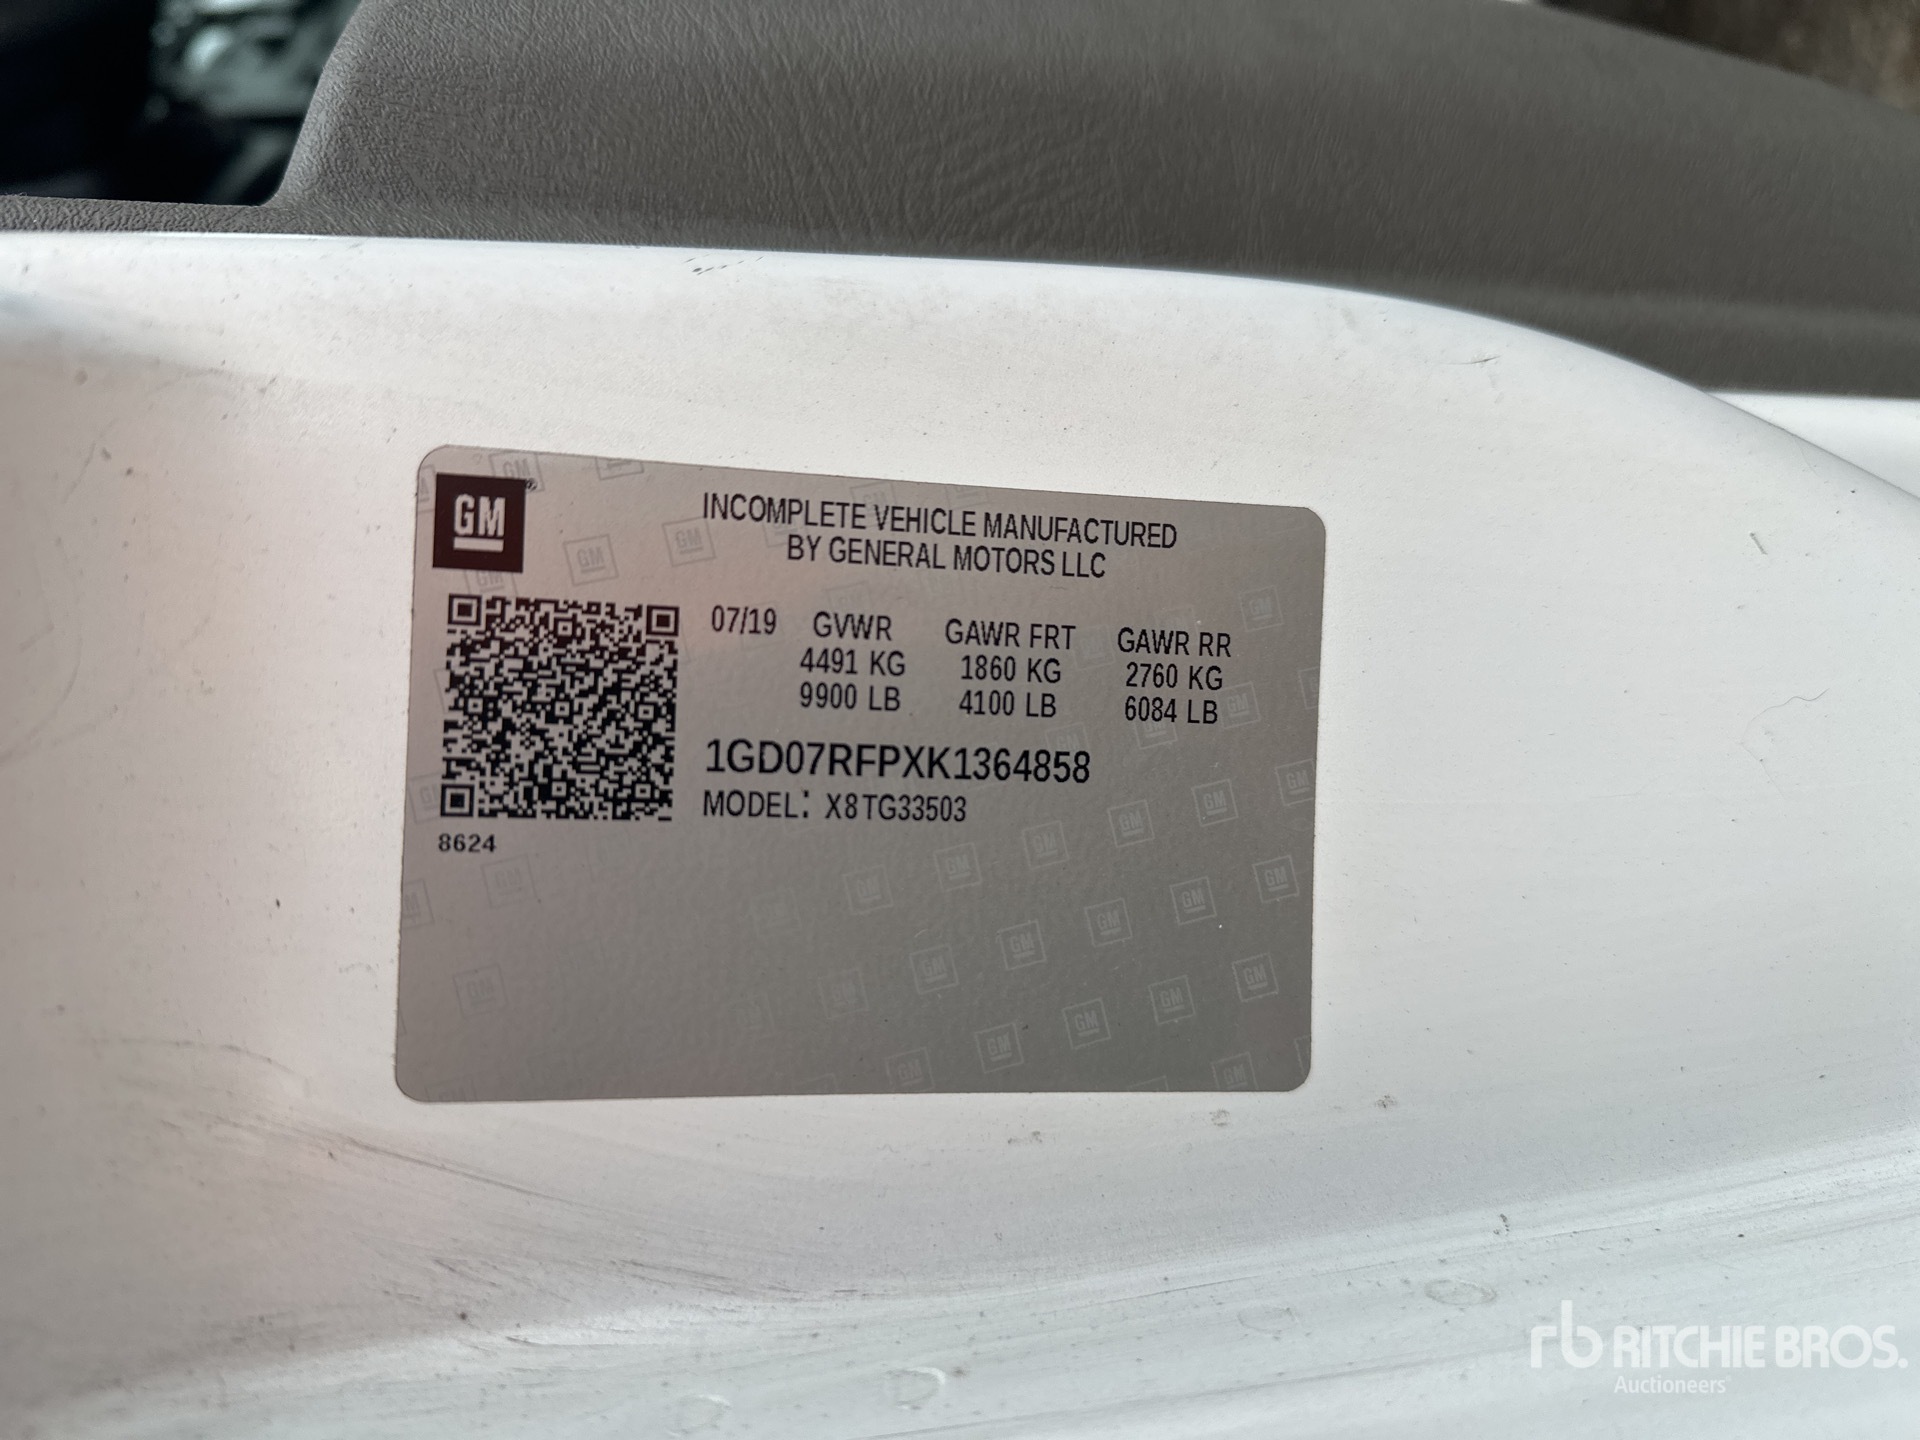 GM
INCOMPLETE VEHICLE MANUFACTURED
BY GENERAL MOTORS LLC
07/19 GVWR GAWR FRT GAWR RR
4491 KG 1860 KG 2760 KG
9900 LB 4100 LB 6084 LB
1GD07RFPXK1364858
MODEL: X8TG33503
8624
rb RITCHIE BROS.
Auctioneers